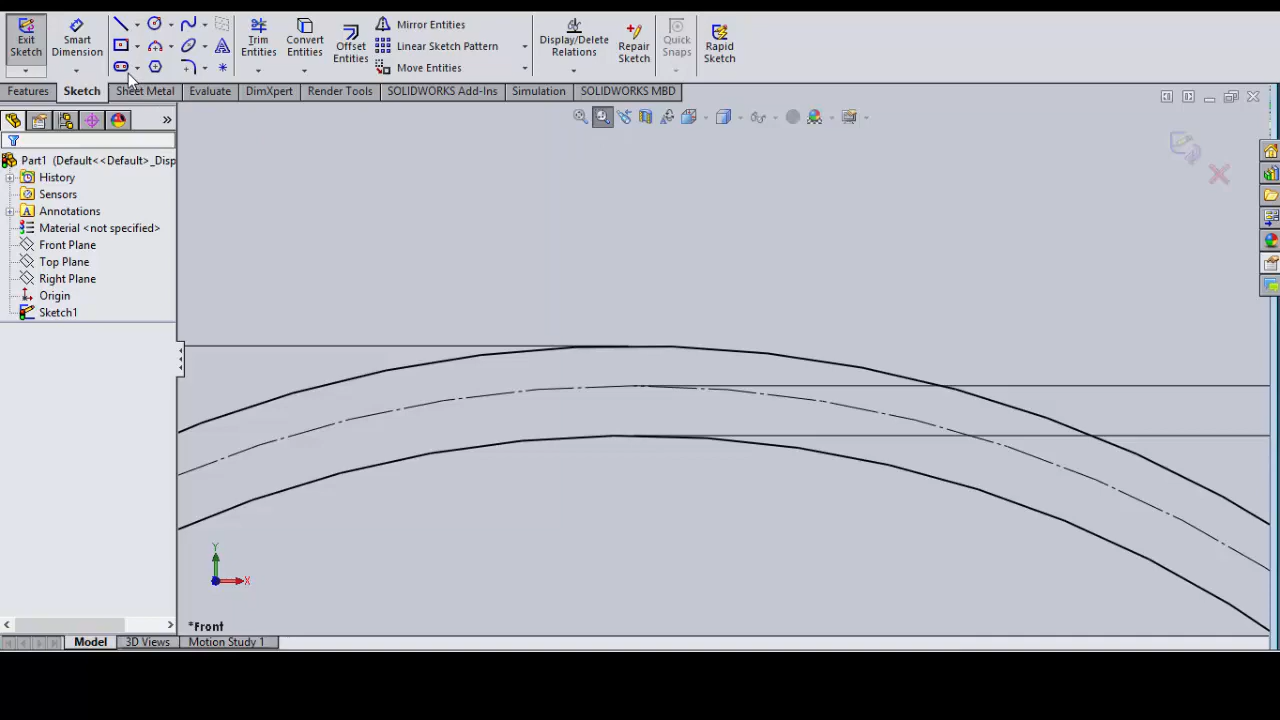 Exit Sketch
Smart Dimension
Trim Entities
Convert Entities
Offset Entities
Mirror Entities
Linear Sketch Pattern
Move Entities
Display/Delete Relations
Repair Sketch
Quick Snaps
Rapid Sketch
Features
Sketch
Sheet Metal
Evaluate
DimXpert
Render Tools
SOLIDWORKS Add-Ins
Simulation
SOLIDWORKS MBD
Part1 (Default<<Default>_Disp
History
Sensors
Annotations
Material <not specified>
Front Plane
Top Plane
Right Plane
Origin
Sketch1
Y
X
*Front
Model
3D Views
Motion Study 1